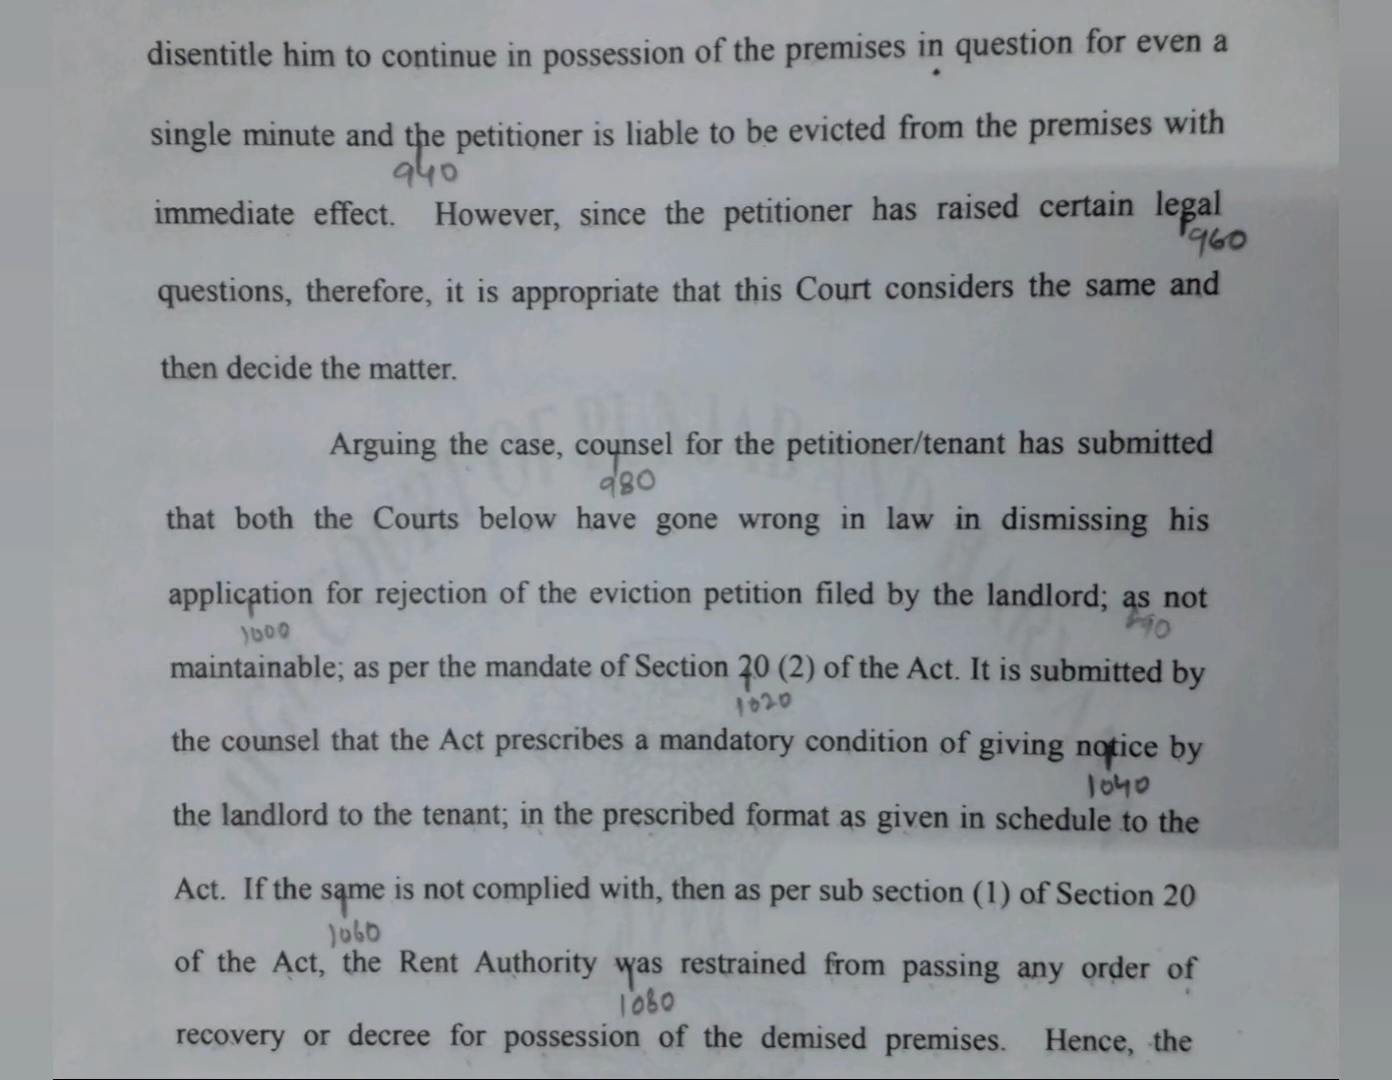 disentitle him to continue in possession of the premises in question for even a
single minute and the petitioner is liable to be evicted from the premises with
940
immediate effect. However, since the petitioner has raised certain legal
960
questions, therefore, it is appropriate that this Court considers the same and
then decide the matter.
Arguing the case, counsel for the petitioner/tenant has submitted
980
that both the Courts below have gone wrong in law in dismissing his
application for rejection of the eviction petition filed by the landlord; as not
1000 990
maintainable; as per the mandate of Section 20 (2) of the Act. It is submitted by
1020
the counsel that the Act prescribes a mandatory condition of giving notice by
1040
the landlord to the tenant; in the prescribed format as given in schedule to the
Act. If the same is not complied with, then as per sub section (1) of Section 20
1060
of the Act, the Rent Authority was restrained from passing any order of
1080
recovery or decree for possession of the demised premises. Hence, the